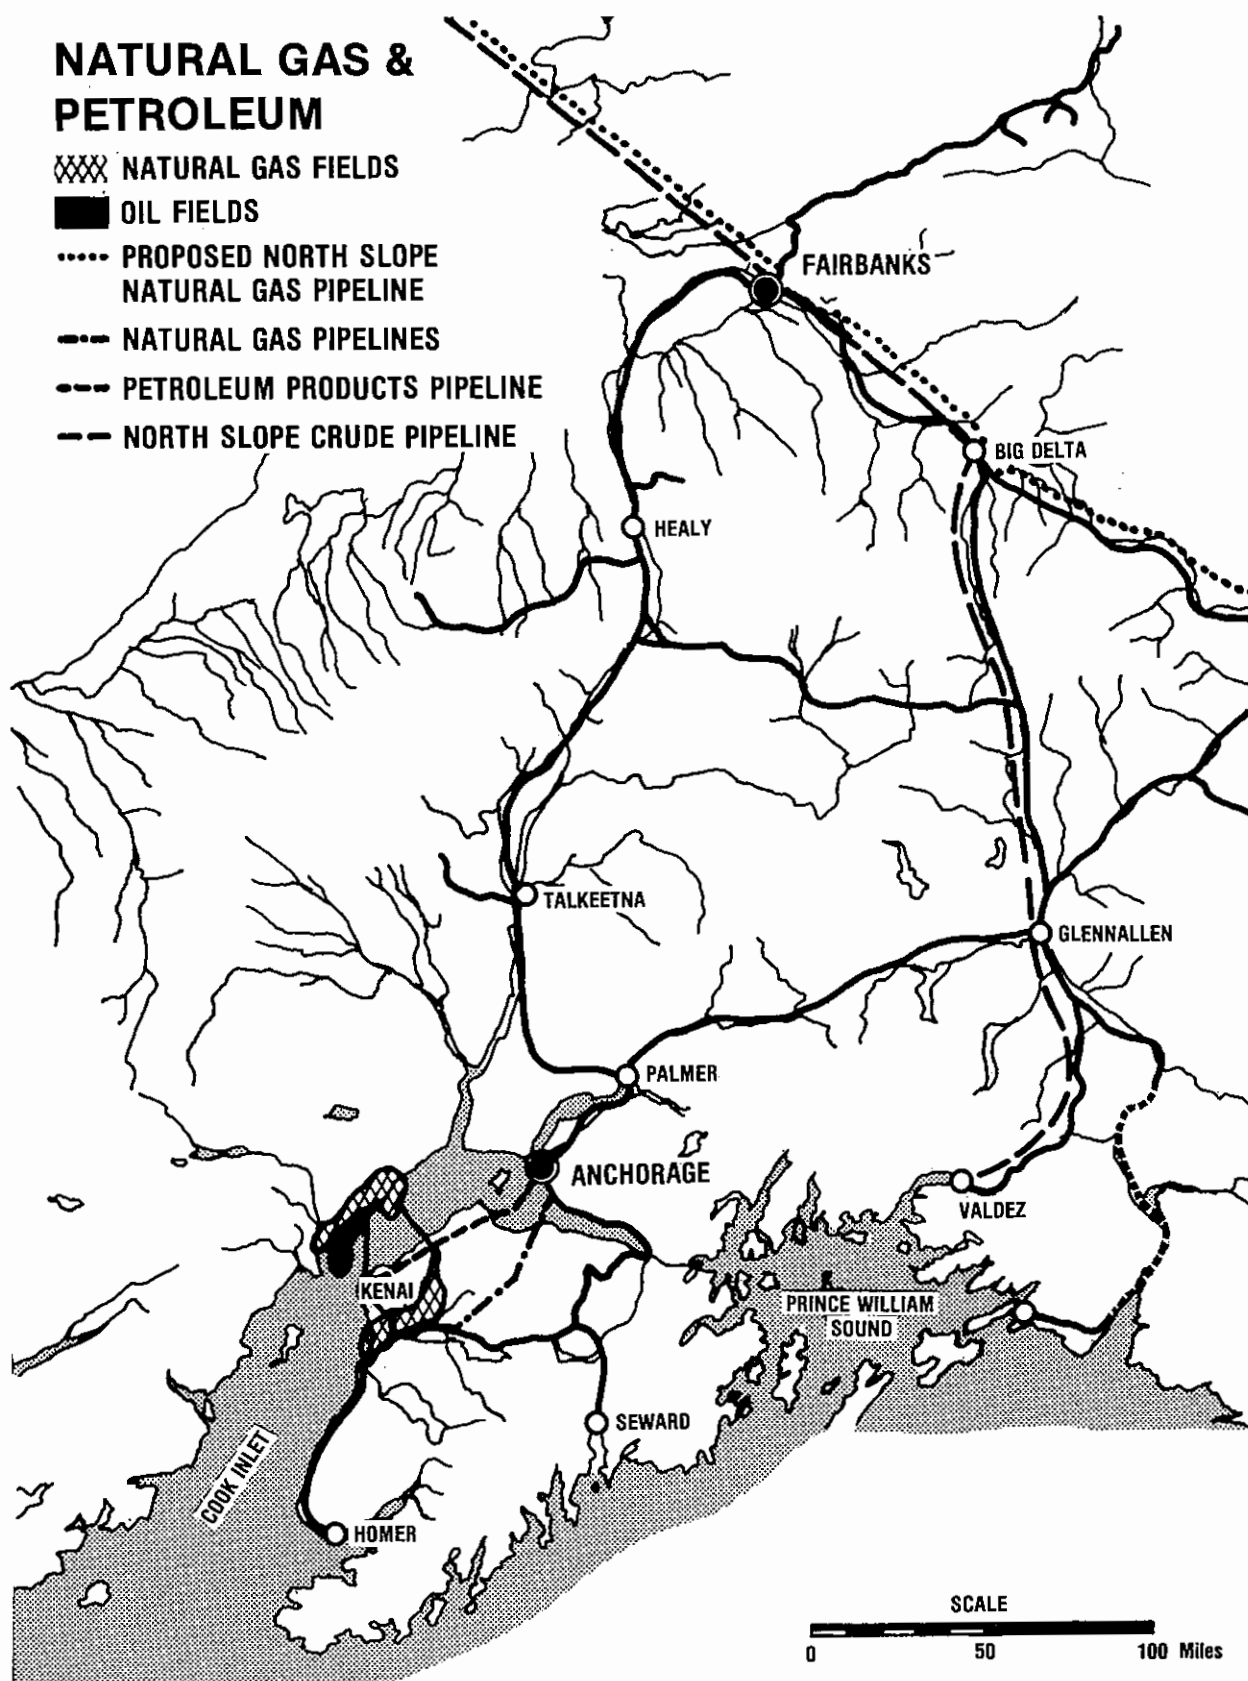 NATURAL GAS &
PETROLEUM
NATURAL GAS FIELDS
OIL FIELDS
PROPOSED NORTH SLOPE
NATURAL GAS PIPELINE
NATURAL GAS PIPELINES
PETROLEUM PRODUCTS PIPELINE
NORTH SLOPE CRUDE PIPELINE
FAIRBANKS
BIG DELTA
HEALY
TALKEETNA
GLENNALLEN
PALMER
ANCHORAGE
VALDEZ
KENAI
PRINCE WILLIAM
SOUND
SEWARD
COOK INLET
HOMER
SCALE
0 50 100 Miles